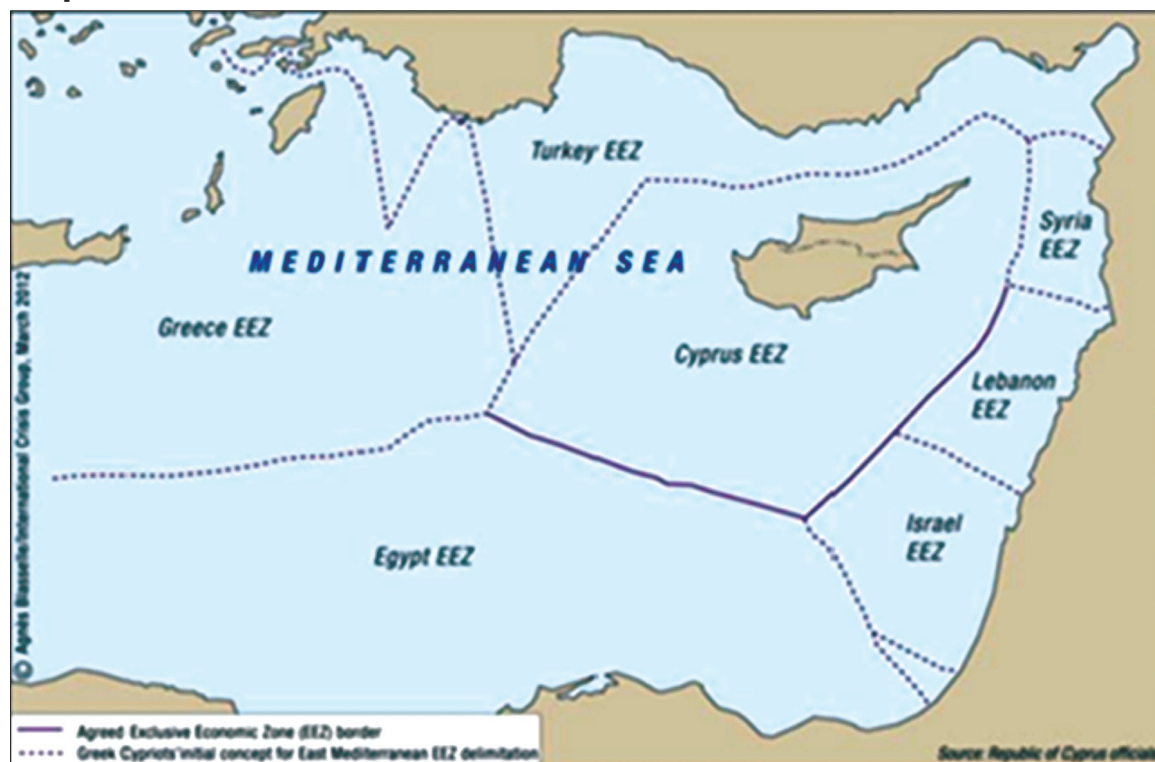 Turkey EEZ
Syria
EEZ
MEDITERRANEAN SEA
Greece EEZ
Cyprus EEZ
Lebanon
EEZ
Israel
EEZ
Egypt EEZ
© Agnès Blasselle/International Crisis Group, March 2012
Agreed Exclusive Economic Zone (EEZ) border
Greek Cypriots' initial concept for East Mediterranean EEZ delimitation
Source: Republic of Cyprus officials